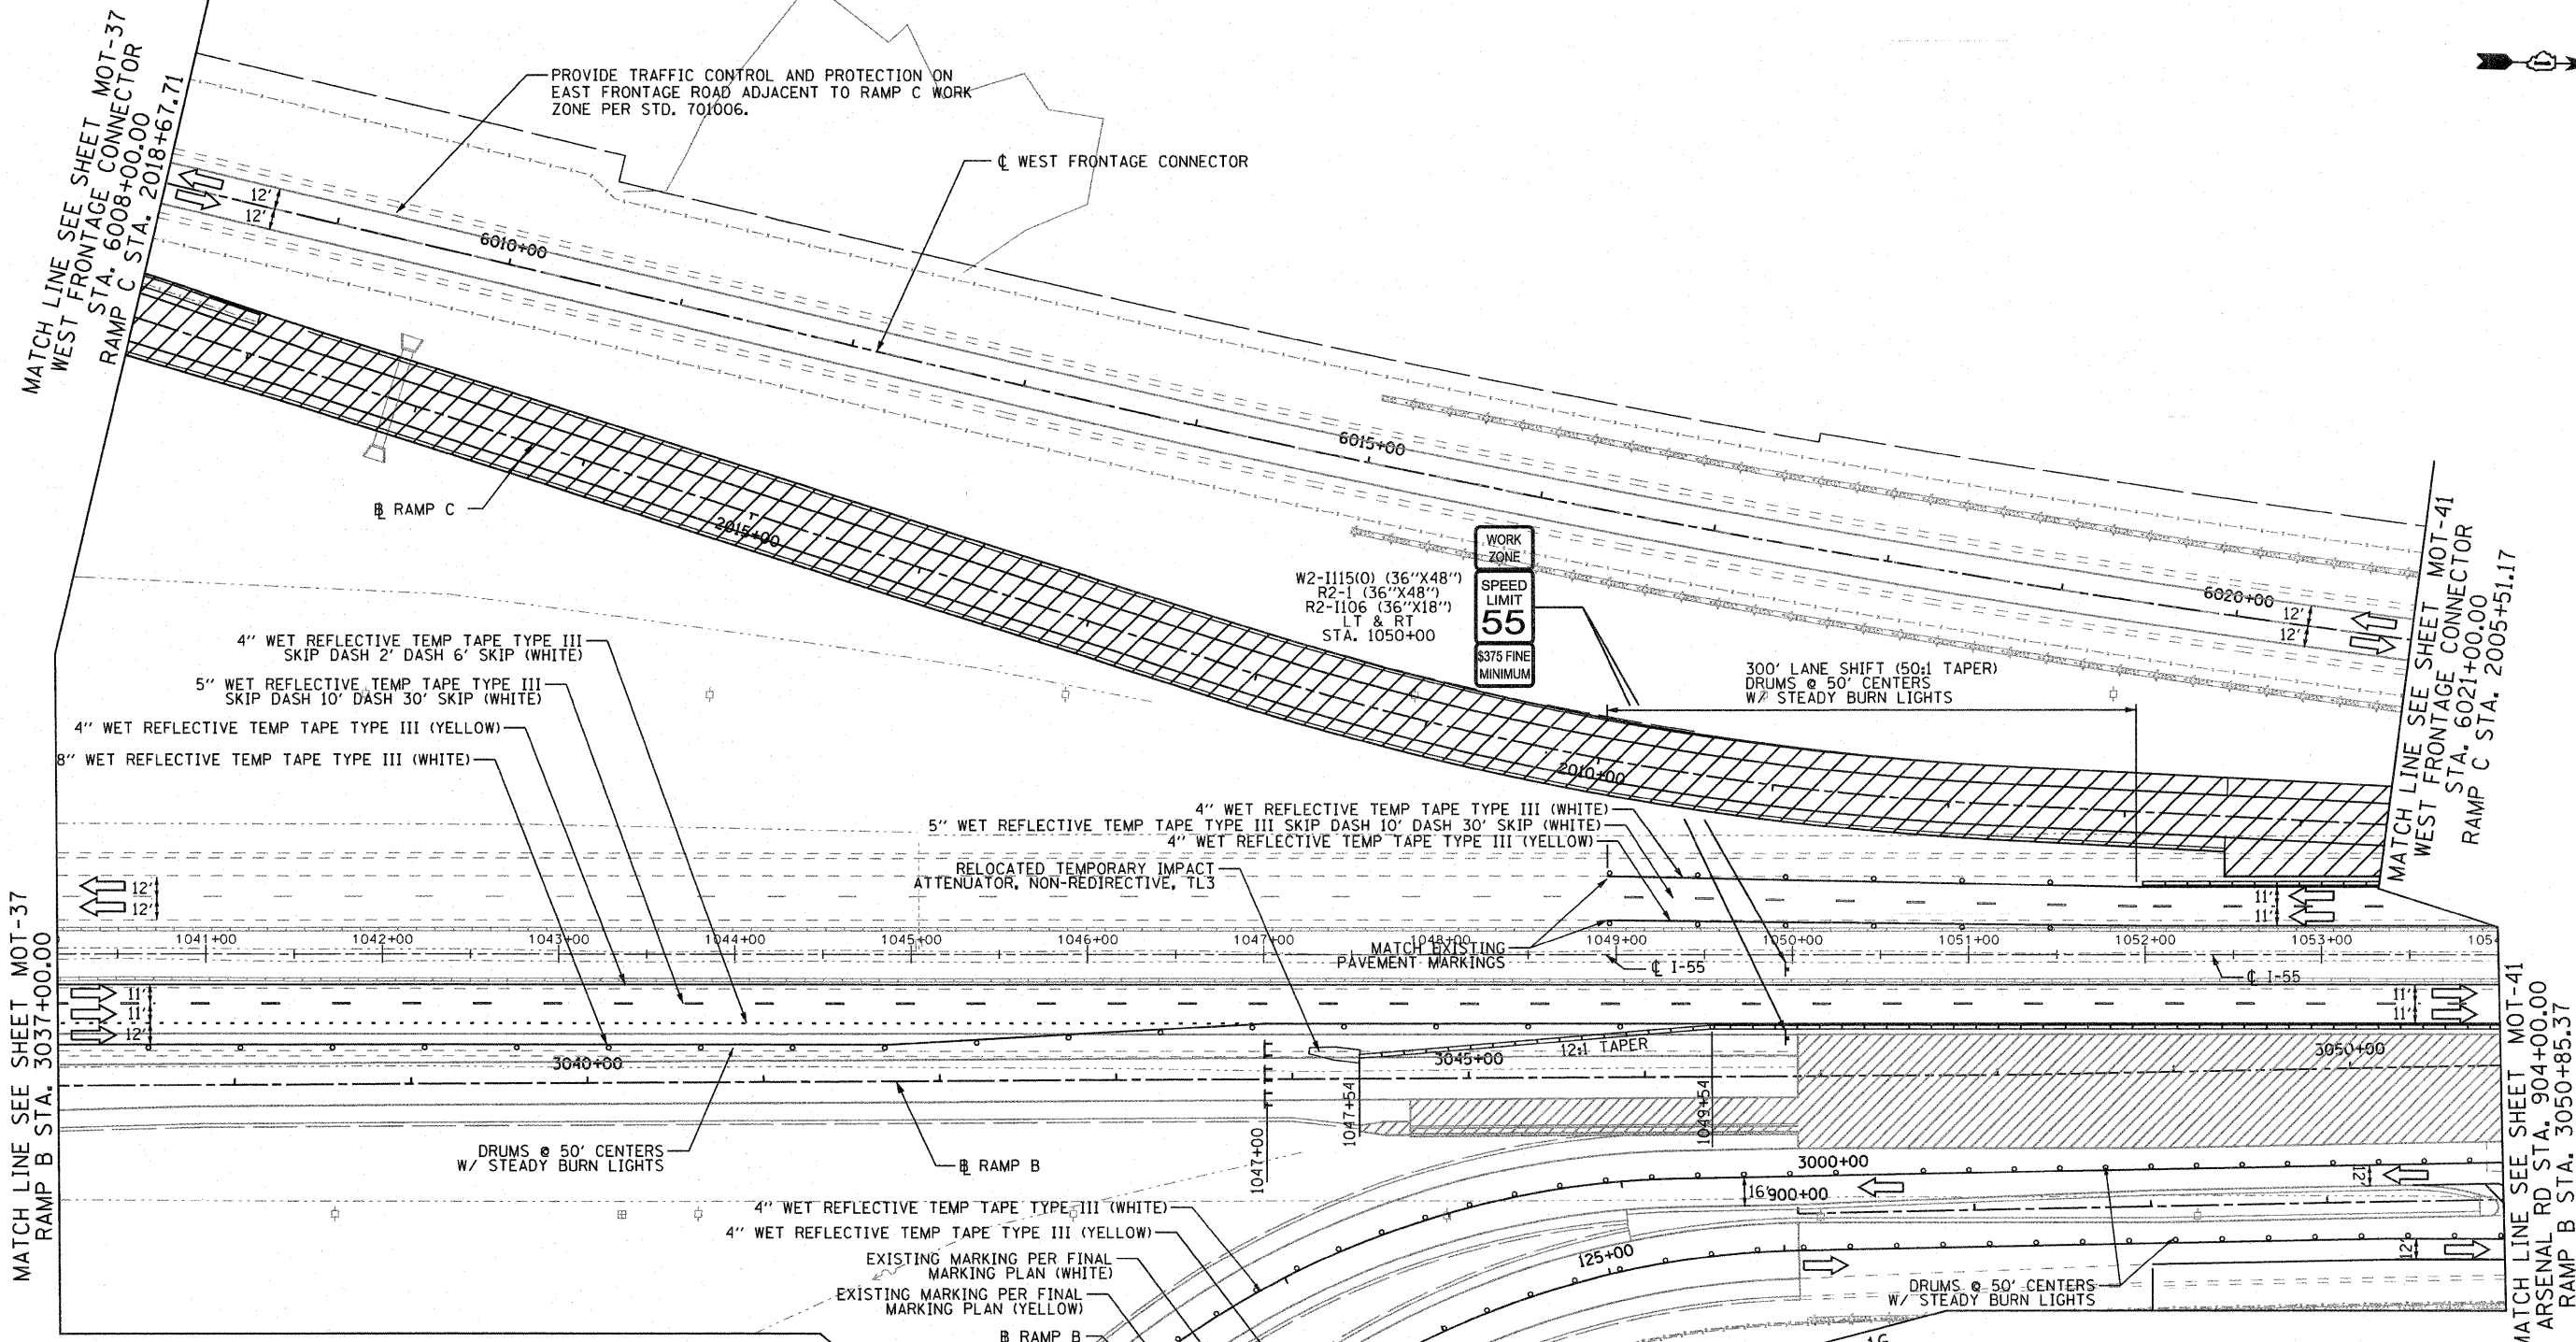 MATCH LINE SEE SHEET MOT-37
WEST FRONTAGE CONNECTOR
STA. 6008+00.00
RAMP C STA. 2018+67.71
PROVIDE TRAFFIC CONTROL AND PROTECTION ON
EAST FRONTAGE ROAD ADJACENT TO RAMP C WORK
ZONE PER STD. 701006.
℄ WEST FRONTAGE CONNECTOR
12'
12'
6010+00
6015+00
6020+00
12'
12'
MATCH LINE SEE SHEET MOT-41
WEST FRONTAGE CONNECTOR
STA. 6021+00.00
RAMP C STA. 2005+51.17
RAMP C
2015+00
2010+00
WORK
ZONE
SPEED
LIMIT
55
$375 FINE
MINIMUM
W2-I115(O) (36"X48")
R2-1 (36"X48")
R2-I106 (36"X18")
LT & RT
STA. 1050+00
300' LANE SHIFT (50:1 TAPER)
DRUMS @ 50' CENTERS
W/ STEADY BURN LIGHTS
4" WET REFLECTIVE TEMP TAPE TYPE III
SKIP DASH 2' DASH 6' SKIP (WHITE)
5" WET REFLECTIVE TEMP TAPE TYPE III
SKIP DASH 10' DASH 30' SKIP (WHITE)
4" WET REFLECTIVE TEMP TAPE TYPE III (YELLOW)
8" WET REFLECTIVE TEMP TAPE TYPE III (WHITE)
4" WET REFLECTIVE TEMP TAPE TYPE III (WHITE)
5" WET REFLECTIVE TEMP TAPE TYPE III SKIP DASH 10' DASH 30' SKIP (WHITE)
4" WET REFLECTIVE TEMP TAPE TYPE III (YELLOW)
RELOCATED TEMPORARY IMPACT
ATTENUATOR, NON-REDIRECTIVE, TL3
12'
12'
11'
11'
1041+00 1042+00 1043+00 1044+00 1045+00 1046+00 1047+00 1048+00 1049+00 1050+00 1051+00 1052+00 1053+00 1054
MATCH EXISTING
PAVEMENT MARKINGS
℄ I-55
℄ I-55
MATCH LINE SEE SHEET MOT-37
RAMP B STA. 3037+00.00
11'
11'
12'
11'
11'
3040+00
3045+00
12:1 TAPER
3050+00
1047+00
1047+54
1049+54
DRUMS @ 50' CENTERS
W/ STEADY BURN LIGHTS
RAMP B
3000+00
12'
16'
900+00
4" WET REFLECTIVE TEMP TAPE TYPE III (WHITE)
4" WET REFLECTIVE TEMP TAPE TYPE III (YELLOW)
EXISTING MARKING PER FINAL
MARKING PLAN (WHITE)
EXISTING MARKING PER FINAL
MARKING PLAN (YELLOW)
RAMP B
125+00
12'
DRUMS @ 50' CENTERS
W/ STEADY BURN LIGHTS
MATCH LINE SEE SHEET MOT-41
ARSENAL RD STA. 904+00.00
RAMP B STA. 3050+85.37